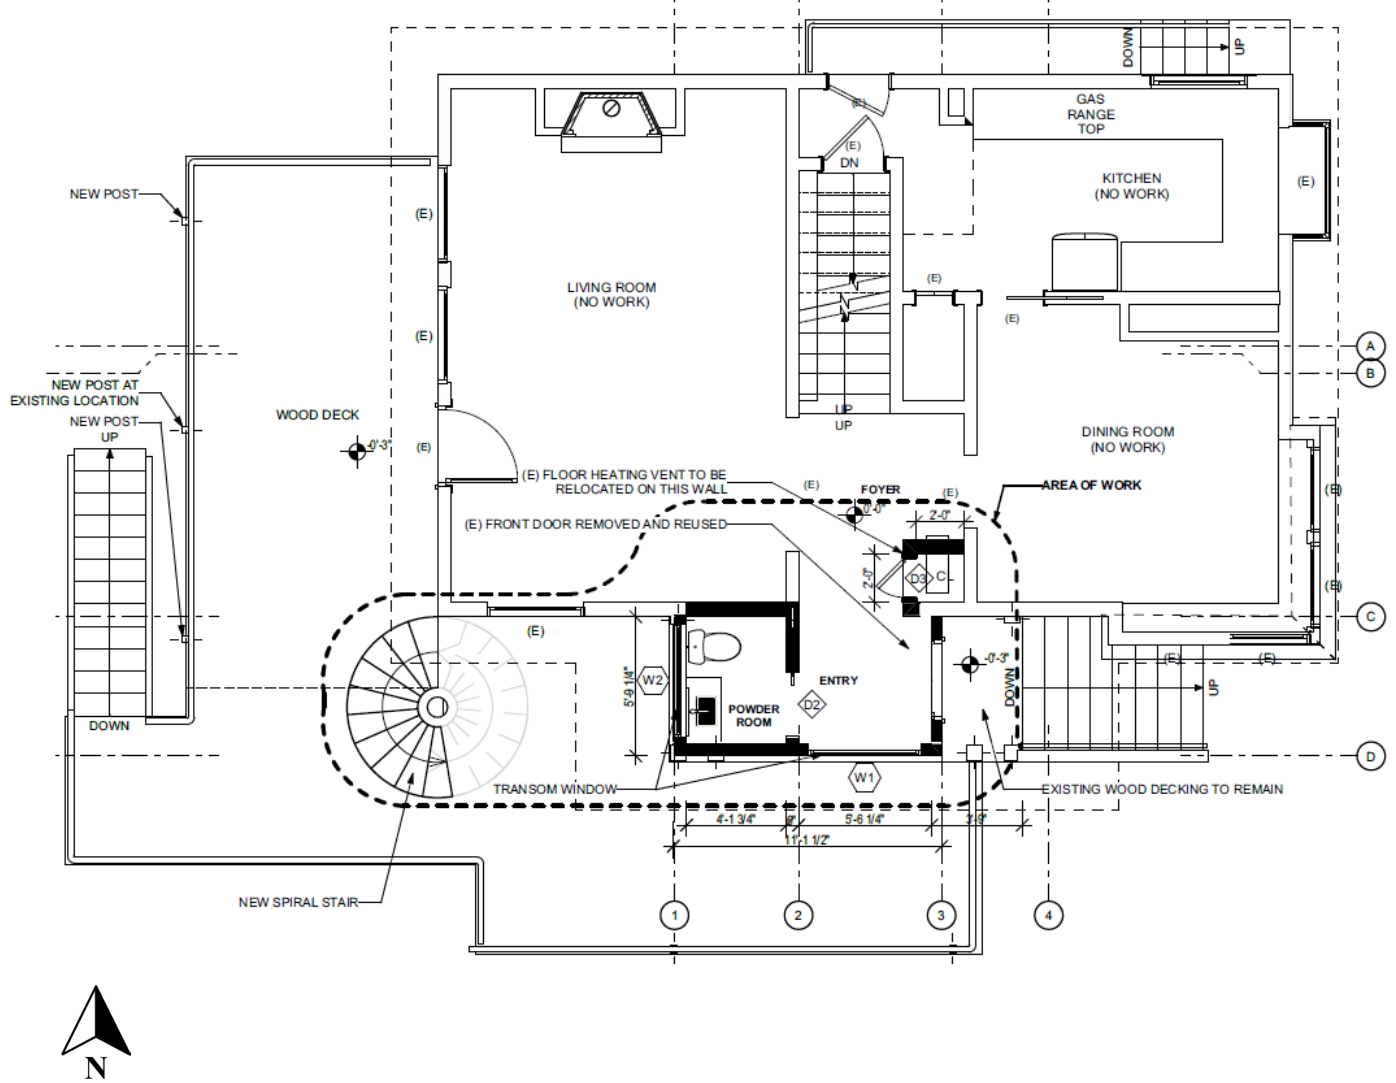 DOWN
UP
GAS
RANGE
TOP
(E)
(E)
DN
KITCHEN
(NO WORK)
(E)
NEW POST
(E)
LIVING ROOM
(NO WORK)
(E)
(E)
(E)
A
B
NEW POST AT
EXISTING LOCATION
NEW POST
UP
WOOD DECK
-0'-3"
(E)
UP
UP
DINING ROOM
(NO WORK)
(E) FLOOR HEATING VENT TO BE
RELOCATED ON THIS WALL
(E)
FOYER
(E)
AREA OF WORK
(E)
0'-0"
2'-0"
(E) FRONT DOOR REMOVED AND REUSED
2'-0"
D3
CL
(E)
C
(E)
5'-9 1/4"
W2
ENTRY
-0'-3"
DOWN
(E)
(E)
UP
POWDER
ROOM
D2
DOWN
D
W1
TRANSOM WINDOW
EXISTING WOOD DECKING TO REMAIN
4'-1 3/4"
5'-6 1/4"
3'-9"
11'-1 1/2"
NEW SPIRAL STAIR
1
2
3
4
N